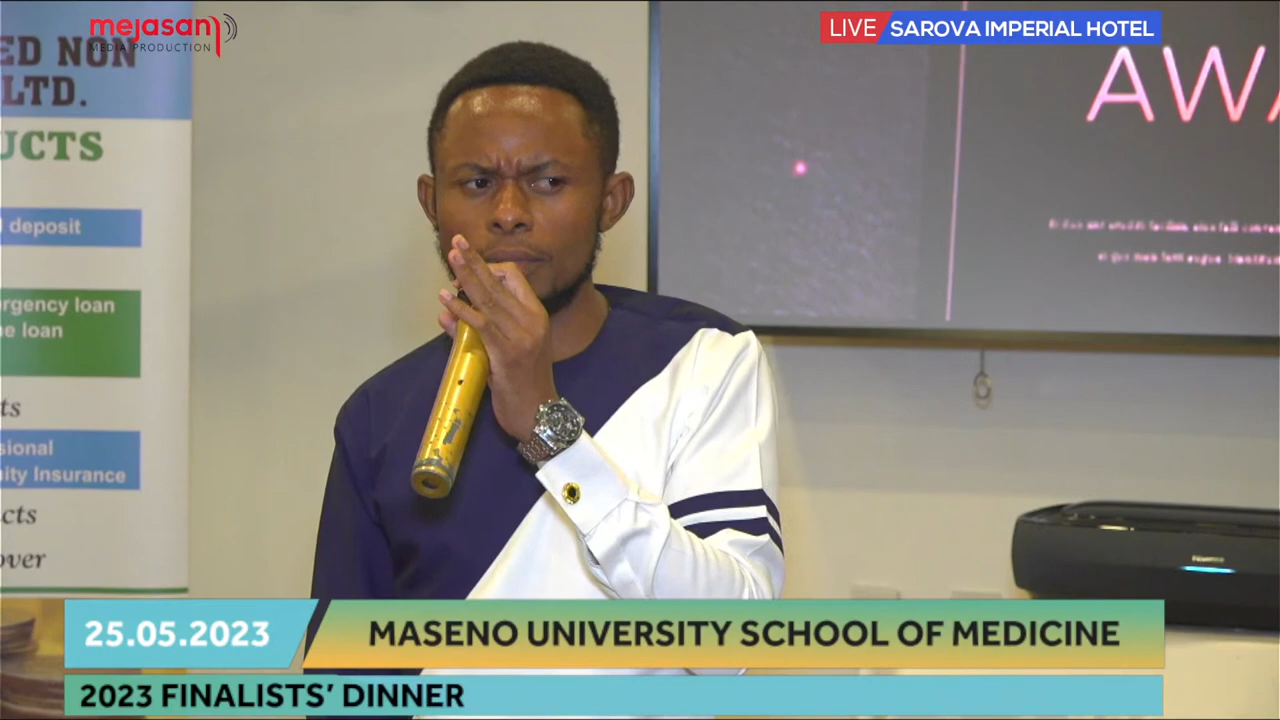 mejasan
MEDIA PRODUCTION
LIVE
SAROVA IMPERIAL HOTEL
ED NON
LTD.
UCTS
deposit
rgency loan
e loan
ts
sional
ity Insurance
cts
over
AWA
25.05.2023
MASENO UNIVERSITY SCHOOL OF MEDICINE
2023 FINALISTS’ DINNER